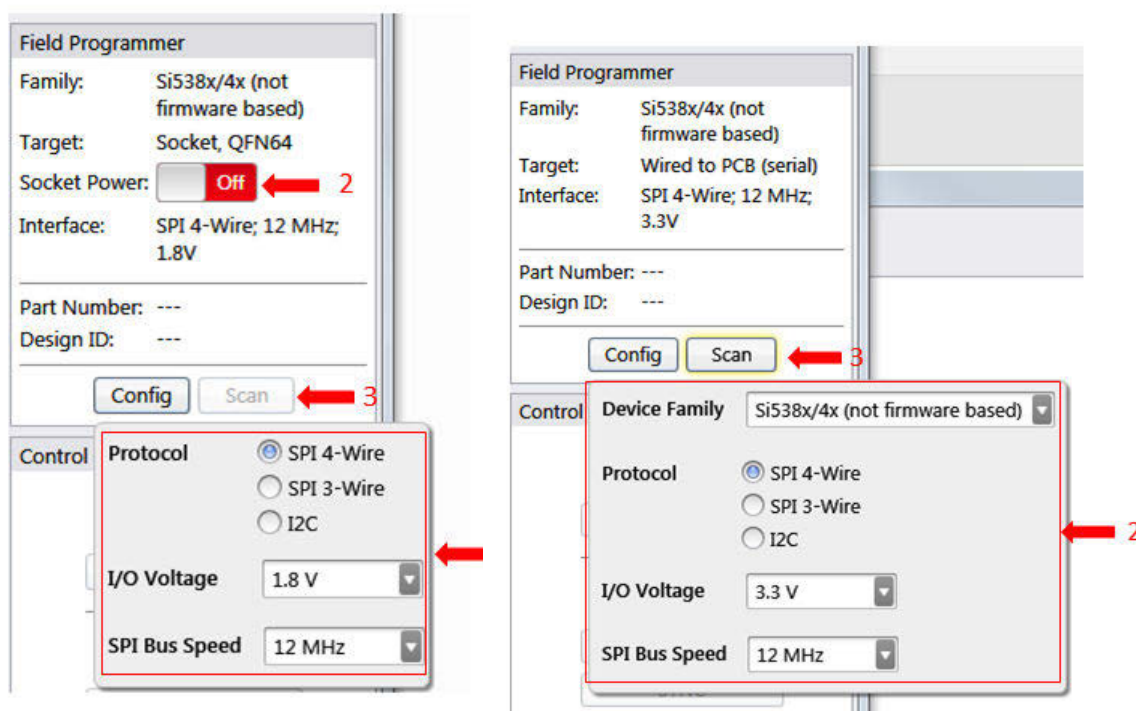 Field Programmer
Family: Si538x/4x (not
firmware based)
Target: Socket, QFN64
Socket Power: Off 2
Interface: SPI 4-Wire; 12 MHz;
1.8V
Part Number: ---
Design ID: ---
Config Scan 3
Control
Protocol SPI 4-Wire
SPI 3-Wire
I2C
I/O Voltage 1.8 V
SPI Bus Speed 12 MHz
Field Programmer
Family: Si538x/4x (not
firmware based)
Target: Wired to PCB (serial)
Interface: SPI 4-Wire; 12 MHz;
3.3V
Part Number: ---
Design ID: ---
Config Scan 3
Control
Device Family Si538x/4x (not firmware based)
Protocol SPI 4-Wire
SPI 3-Wire
I2C 2
I/O Voltage 3.3 V
SPI Bus Speed 12 MHz